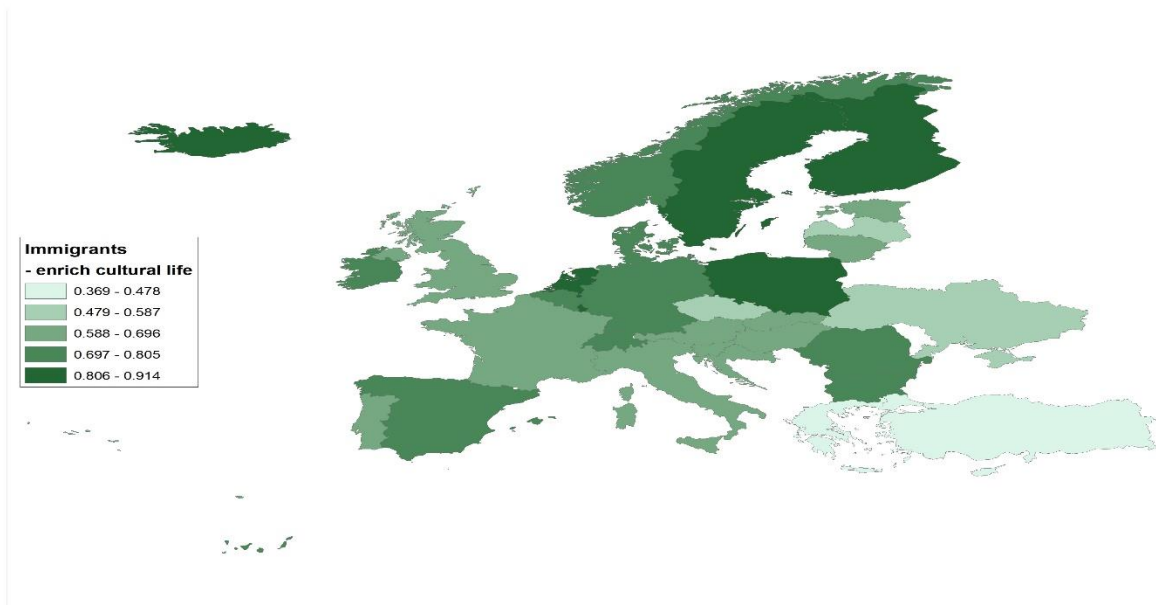 Immigrants
- enrich cultural life
0.369 - 0.478
0.479 - 0.587
0.588 - 0.696
0.697 - 0.805
0.806 - 0.914